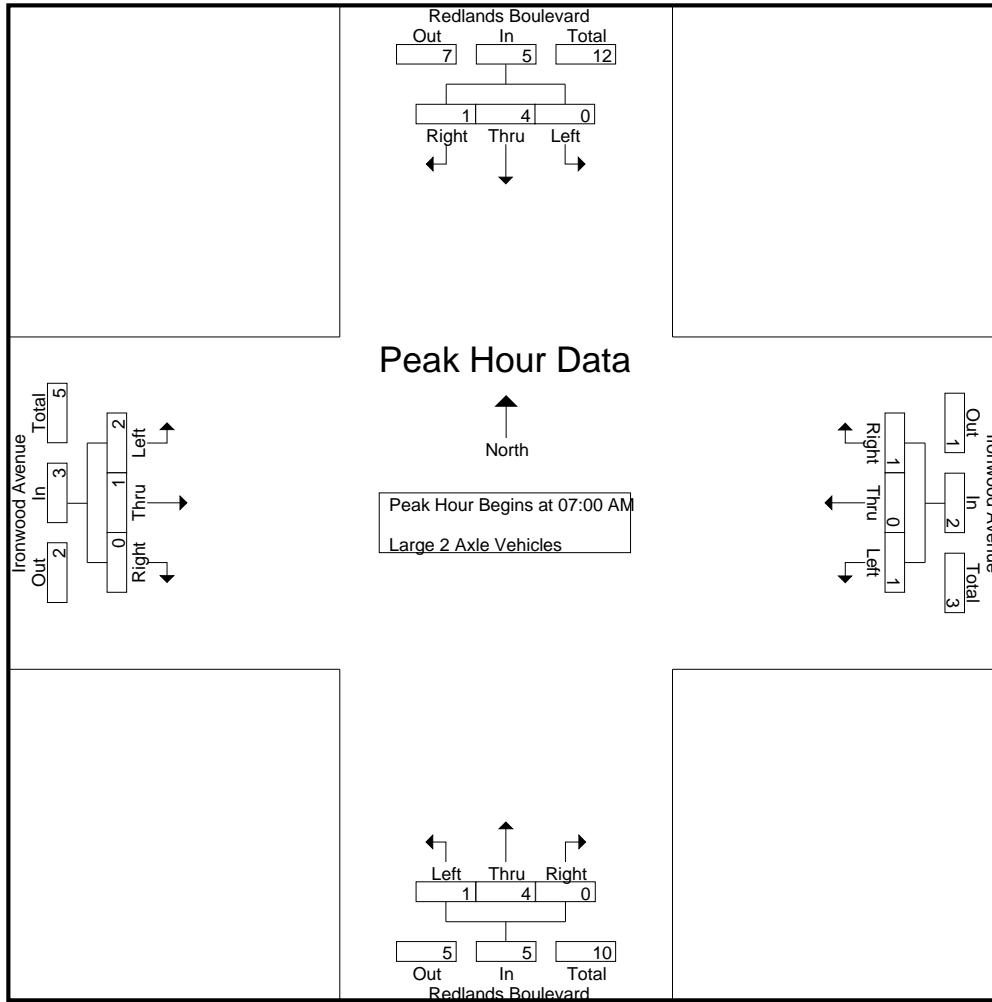 Redlands Boulevard
Out In Total
7 5 12
1 4 0
Right Thru Left
Peak Hour Data
North
Peak Hour Begins at 07:00 AM
Large 2 Axle Vehicles
Ironwood Avenue
Out In Total
2 3 5
0 1 2
Right Thru Left
Ironwood Avenue
Out In Total
1 2 3
1 0 1
Right Thru Left
Left Thru Right
1 4 0
5 5 10
Out In Total
Redlands Boulevard